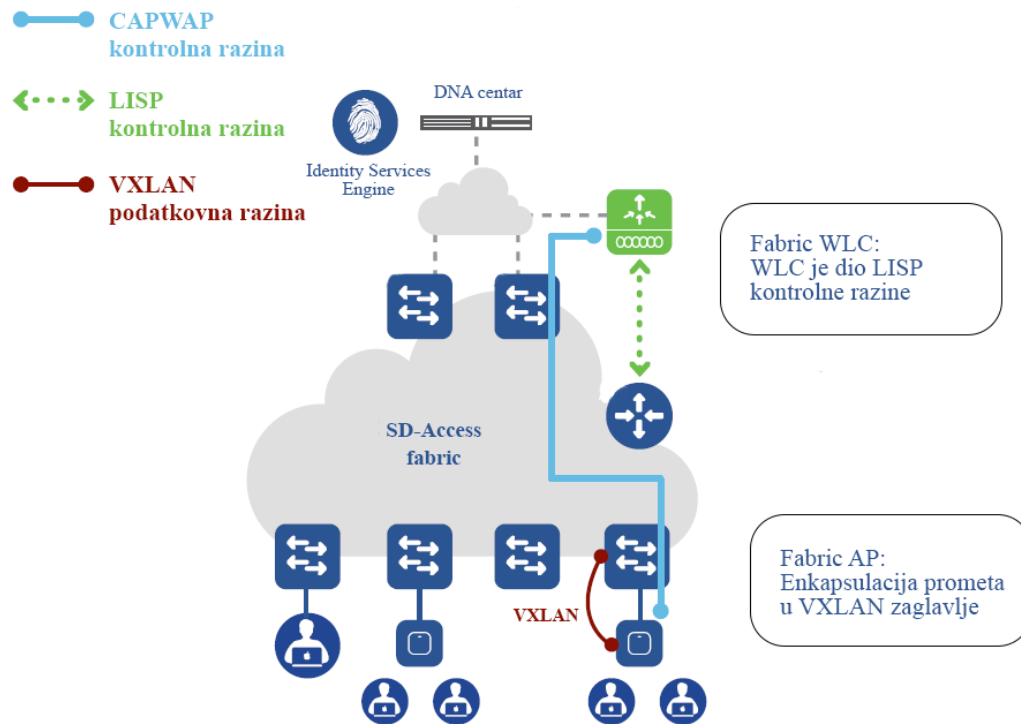 CAPWAP
kontrolna razina
LISP
kontrolna razina
VXLAN
podatkovna razina
DNA centar
Identity Services
Engine
Fabric WLC:
WLC je dio LISP
kontrolne razine
SD-Access
fabric
Fabric AP:
Enkapsulacija prometa
u VXLAN zaglavlje
VXLAN